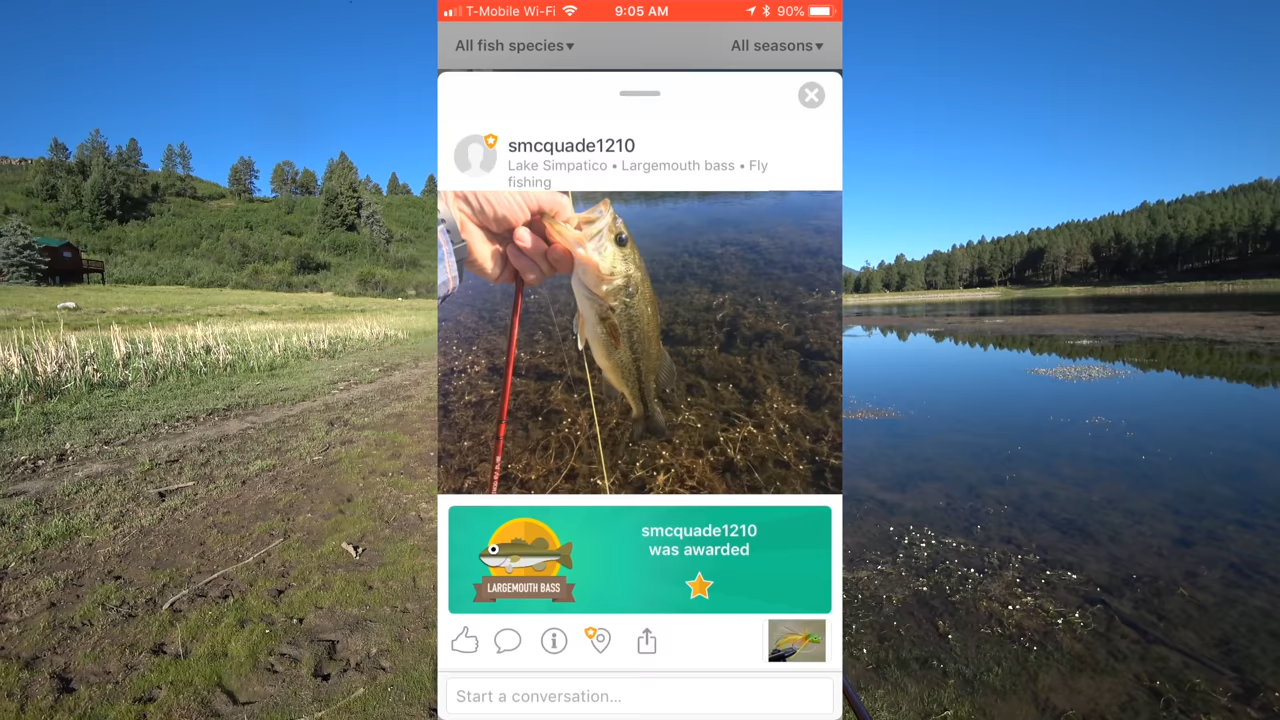 T-Mobile Wi-Fi 9:05 AM 90%
All fish species▾ All seasons▾
smcquade1210
Lake Simpatico • Largemouth bass • Fly
fishing
smcquade1210
was awarded
LARGEMOUTH BASS
Start a conversation...